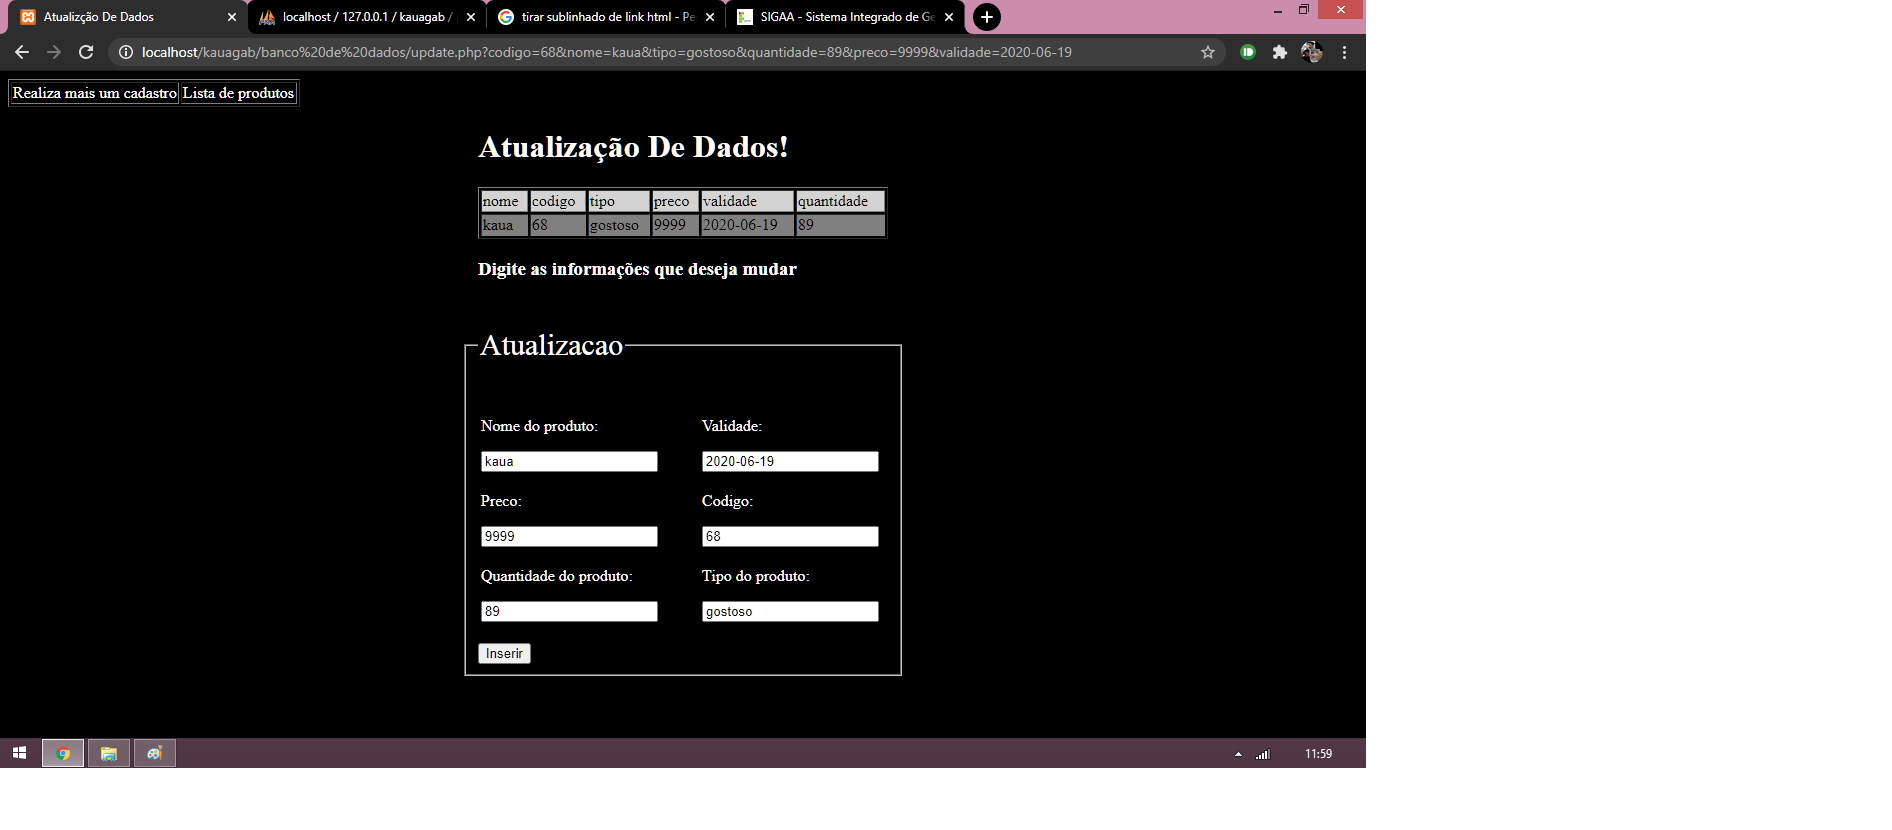 Atualizção De Dados
localhost / 127.0.0.1 / kauagab /
tirar sublinhado de link html - Pe
SIGAA - Sistema Integrado de Ge
localhost/kauagab/banco%20de%20dados/update.php?codigo=68&nome=kaua&tipo=gostoso&quantidade=89&preco=9999&validade=2020-06-19
Realiza mais um cadastro Lista de produtos
Atualização De Dados!
nome codigo tipo preco validade quantidade
kaua 68 gostoso 9999 2020-06-19 89
Digite as informações que deseja mudar
Atualizacao
Nome do produto: Validade:
kaua 2020-06-19
Preco: Codigo:
9999 68
Quantidade do produto: Tipo do produto:
89 gostoso
Inserir
11:59